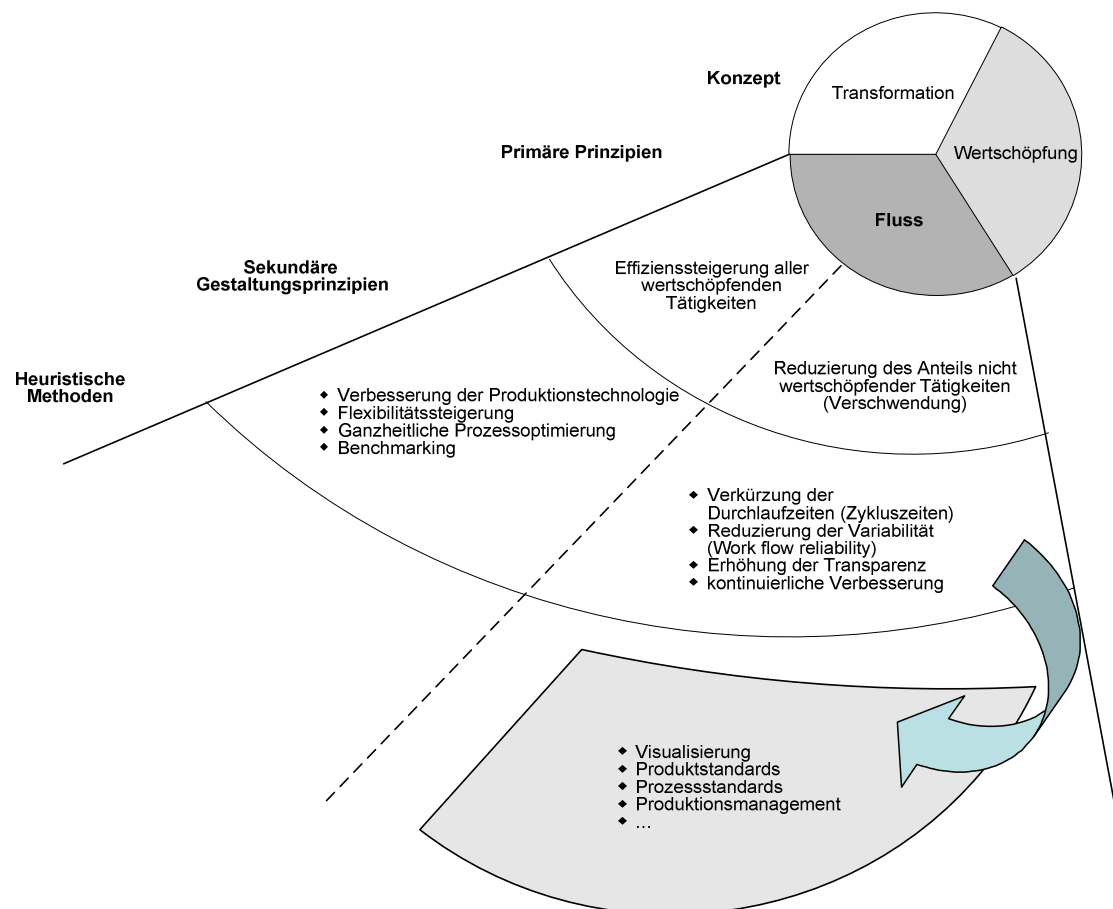 Konzept
Transformation
Wertschöpfung
Primäre Prinzipien
Fluss
Sekundäre
Gestaltungsprinzipien
Effizienssteigerung aller
wertschöpfenden
Tätigkeiten
Reduzierung des Anteils nicht
wertschöpfender Tätigkeiten
(Verschwendung)
Heuristische
Methoden
◆ Verbesserung der Produktionstechnologie
◆ Flexibilitätssteigerung
◆ Ganzheitliche Prozessoptimierung
◆ Benchmarking
◆ Verkürzung der
Durchlaufzeiten (Zykluszeiten)
◆ Reduzierung der Variabilität
(Work flow reliability)
◆ Erhöhung der Transparenz
◆ kontinuierliche Verbesserung
◆ Visualisierung
◆ Produktstandards
◆ Prozessstandards
◆ Produktionsmanagement
◆ ...